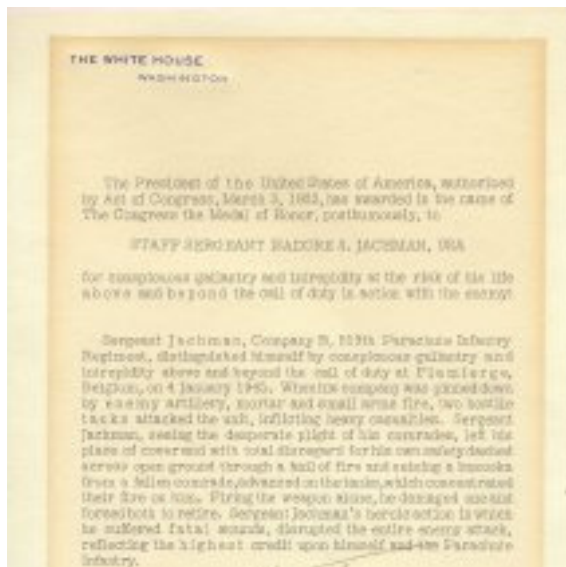 THE WHITE HOUSE
WASHINGTON
The President of the United States of America, authorized
by Act of Congress, March 3, 1863, has awarded in the name of
The Congress the Medal of Honor, posthumously, to
STAFF SERGEANT ISADORE S. JACHMAN, USA
for conspicuous gallantry and intrepidity at the risk of his life
above and beyond the call of duty in action with the enemy:
Sergeant Jachman, Company B, 513th Parachute Infantry
Regiment, distinguished himself by conspicuous gallantry and
intrepidity above and beyond the call of duty at Flamierge,
Belgium, on 4 January 1945. When his company was pinned down
by enemy artillery, mortar and small arms fire, two hostile
tanks attacked the unit, inflicting heavy casualties. Sergeant
Jachman, seeing the desperate plight of his comrades, left his
place of cover and with total disregard for his own safety dashed
across open ground through a hail of fire and seizing a bazooka
from a fallen comrade, advanced on the tanks, which concentrated
their fire on him. Firing the weapon alone, he damaged one and
forced both to retire. Sergeant Jachman's heroic action in which
he suffered fatal wounds, disrupted the entire enemy attack,
reflecting the highest credit upon himself and the Parachute
Infantry.